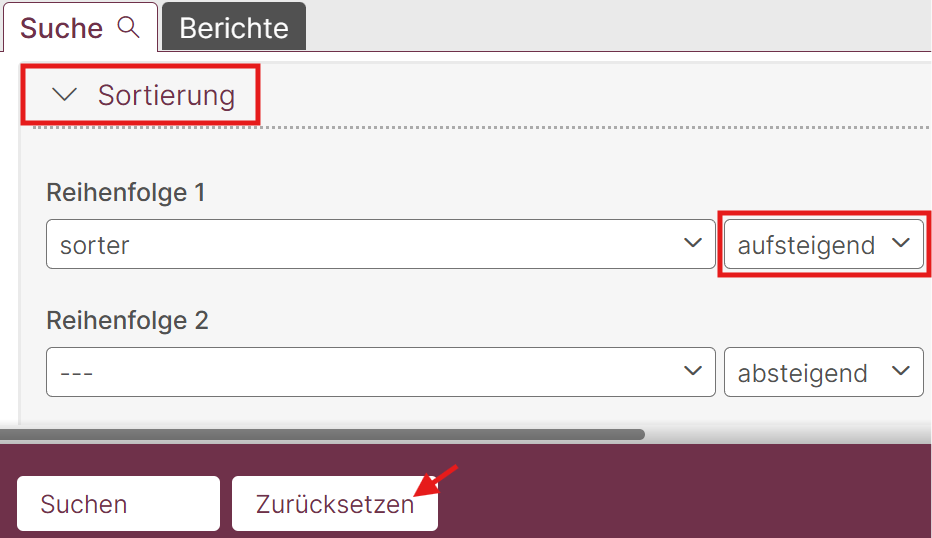 Suche Berichte
Sortierung
Reihenfolge 1
sorter aufsteigend
Reihenfolge 2
--- absteigend
Suchen Zurücksetzen